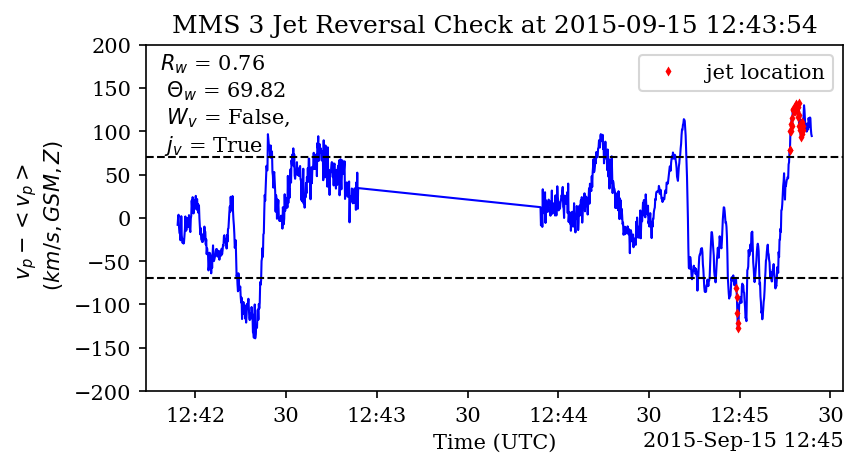 MMS 3 Jet Reversal Check at 2015-09-15 12:43:54
R_w = 0.76
Θ_w = 69.82
W_v = False,
j_v = True
jet location
v_p - <v_p>
(km/s, GSM, Z)
200
150
100
50
0
−50
−100
−150
−200
12:42 30 12:43 30 12:44 30 12:45 30
Time (UTC)
2015-Sep-15 12:45